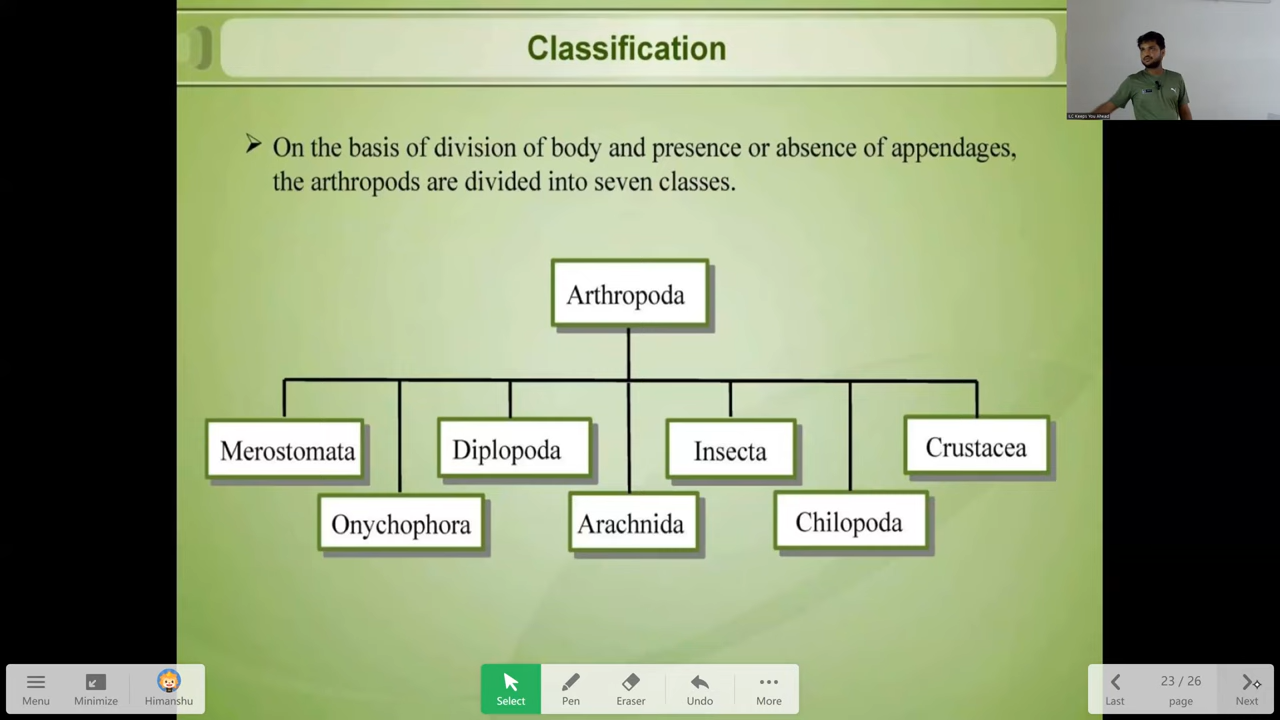 Classification
➢ On the basis of division of body and presence or absence of appendages,
the arthropods are divided into seven classes.
Arthropoda
Merostomata
Diplopoda
Insecta
Crustacea
Onychophora
Arachnida
Chilopoda
Menu
Minimize
Himanshu
Select
Pen
Eraser
Undo
More
Last
23 / 26
page
Next